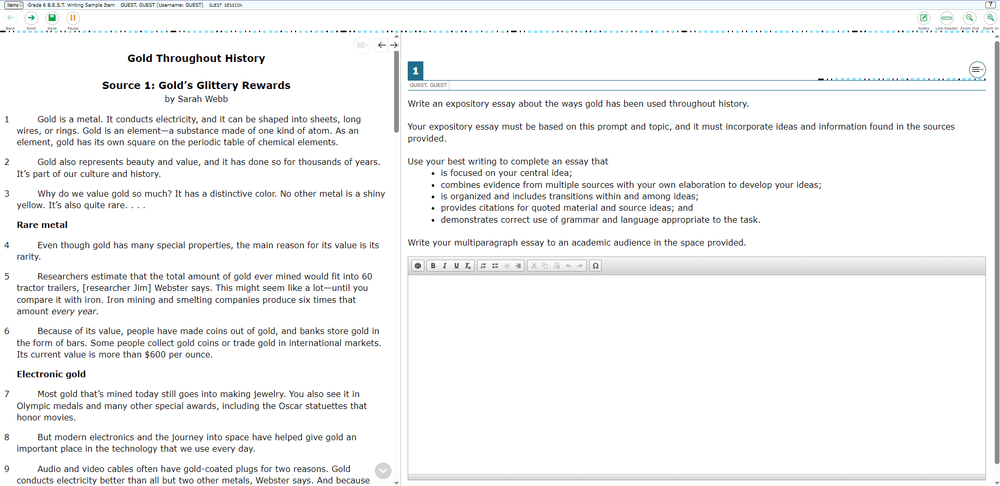 Items Grade 6 B.E.S.T. Writing Sample Item GUEST, GUEST (Username: GUEST) GUEST SESSION ?
Back Next Save Pause Notes Line Reader Zoom Out Zoom In
Gold Throughout History
Source 1: Gold’s Glittery Rewards
by Sarah Webb
1 Gold is a metal. It conducts electricity, and it can be shaped into sheets, long
wires, or rings. Gold is an element—a substance made of one kind of atom. As an
element, gold has its own square on the periodic table of chemical elements.
2 Gold also represents beauty and value, and it has done so for thousands of years.
It’s part of our culture and history.
3 Why do we value gold so much? It has a distinctive color. No other metal is a shiny
yellow. It’s also quite rare. . . .
Rare metal
4 Even though gold has many special properties, the main reason for its value is its
rarity.
5 Researchers estimate that the total amount of gold ever mined would fit into 60
tractor trailers, [researcher Jim] Webster says. This might seem like a lot—until you
compare it with iron. Iron mining and smelting companies produce six times that
amount every year.
6 Because of its value, people have made coins out of gold, and banks store gold in
the form of bars. Some people collect gold coins or trade gold in international markets.
Its current value is more than $600 per ounce.
Electronic gold
7 Most gold that’s mined today still goes into making jewelry. You also see it in
Olympic medals and many other special awards, including the Oscar statuettes that
honor movies.
8 But modern electronics and the journey into space have helped give gold an
important place in the technology that we use every day.
9 Audio and video cables often have gold-coated plugs for two reasons. Gold
conducts electricity better than all but two other metals, Webster says. And because
1
GUEST, GUEST
Write an expository essay about the ways gold has been used throughout history.
Your expository essay must be based on this prompt and topic, and it must incorporate ideas and information found in the sources
provided.
Use your best writing to complete an essay that
• is focused on your central idea;
• combines evidence from multiple sources with your own elaboration to develop your ideas;
• is organized and includes transitions within and among ideas;
• provides citations for quoted material and source ideas; and
• demonstrates correct use of grammar and language appropriate to the task.
Write your multiparagraph essay to an academic audience in the space provided.
B I U Tx Ω